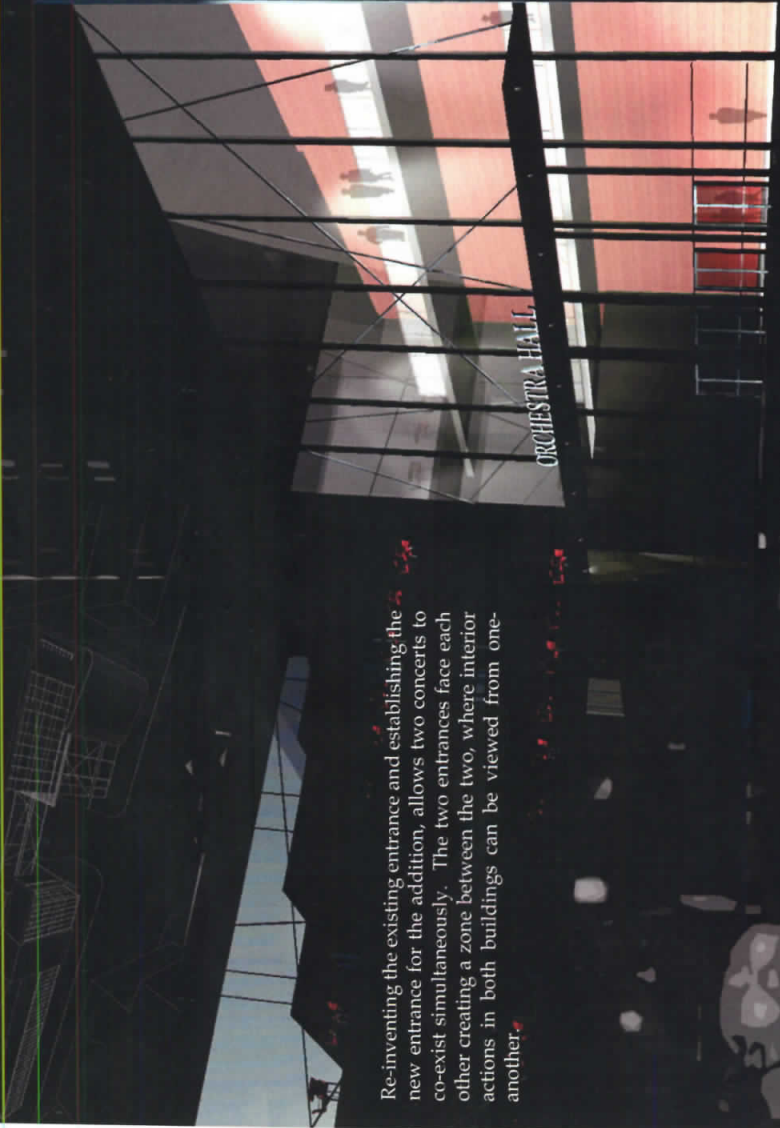 ORCHESTRA HALL
Re-inventing the existing entrance and establishing the
new entrance for the addition, allows two concerts to
co-exist simultaneously. The two entrances face each
other creating a zone between the two, where interior
actions in both buildings can be viewed from one-
another.